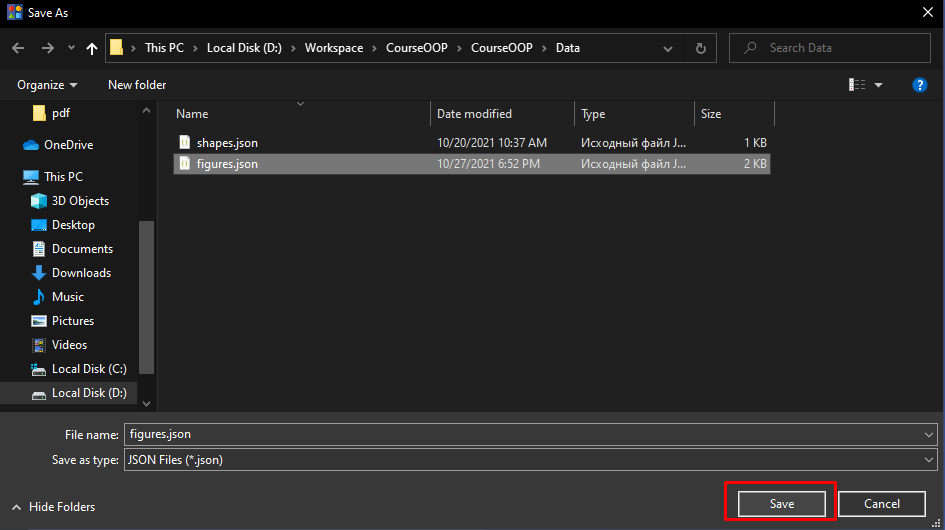 Save As
This PC > Local Disk (D:) > Workspace > CourseOOP > CourseOOP > Data
Search Data
Organize
New folder
Name
Date modified
Type
Size
shapes.json 10/20/2021 10:37 AM Исходный файл J... 1 KB
figures.json 10/27/2021 6:52 PM Исходный файл J... 2 KB
pdf
OneDrive
This PC
3D Objects
Desktop
Documents
Downloads
Music
Pictures
Videos
Local Disk (C:)
Local Disk (D:)
File name: figures.json
Save as type: JSON Files (*.json)
Hide Folders
Save
Cancel